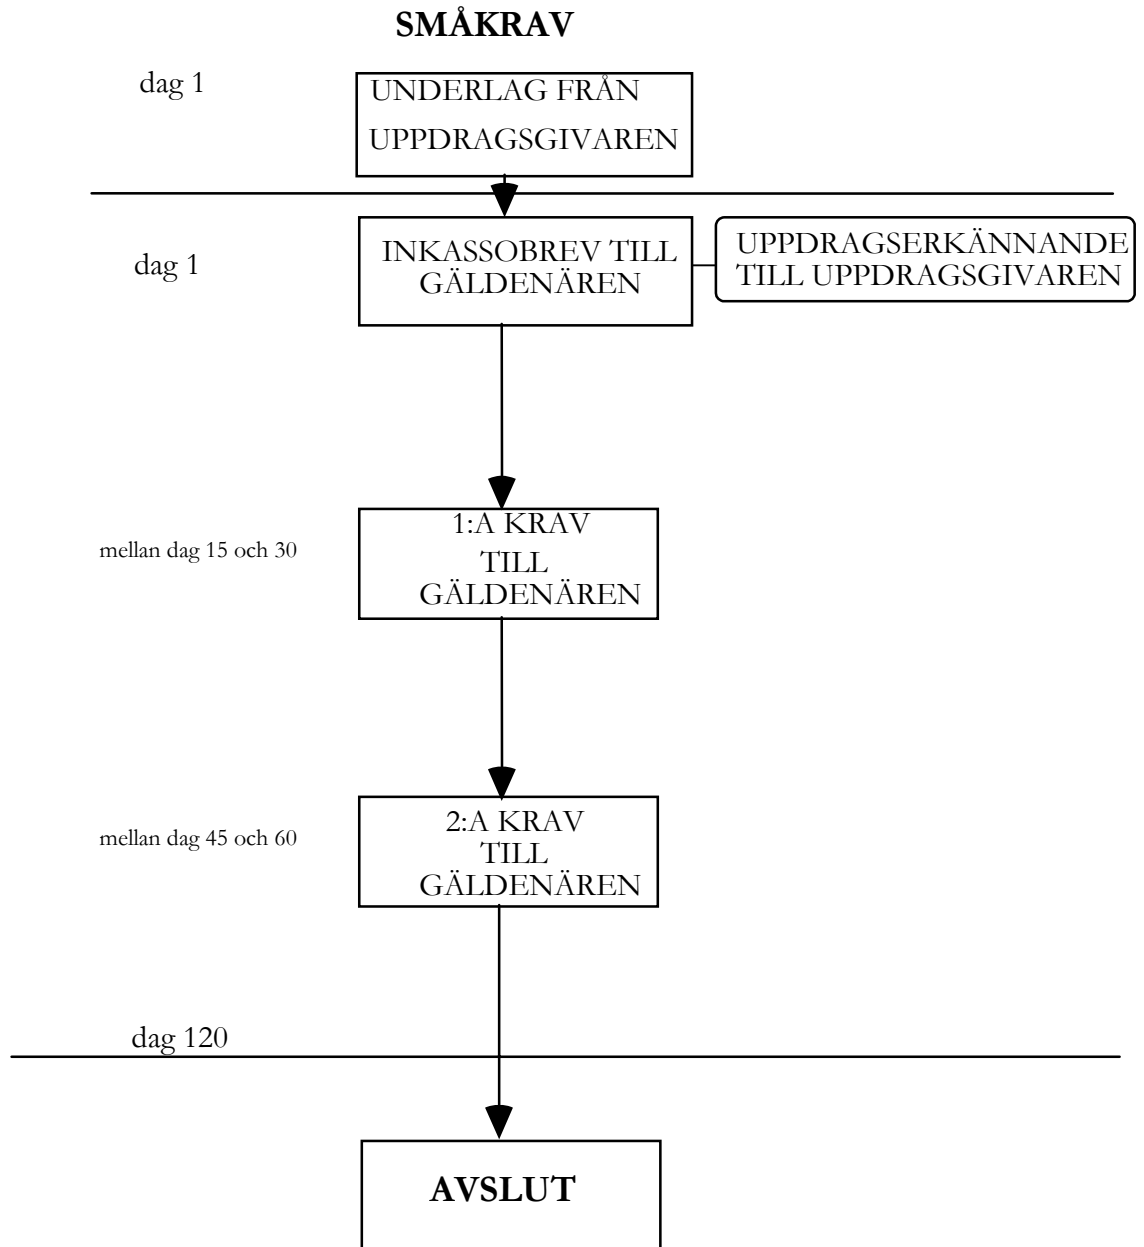 SMÅKRAV
dag 1
UNDERLAG FRÅN
UPPDRAGSGIVAREN
dag 1
INKASSOBREV TILL
GÄLDENÄREN
UPPDRAGSERKÄNNANDE
TILL UPPDRAGSGIVAREN
mellan dag 15 och 30
1:A KRAV
TILL
GÄLDENÄREN
mellan dag 45 och 60
2:A KRAV
TILL
GÄLDENÄREN
dag 120
AVSLUT